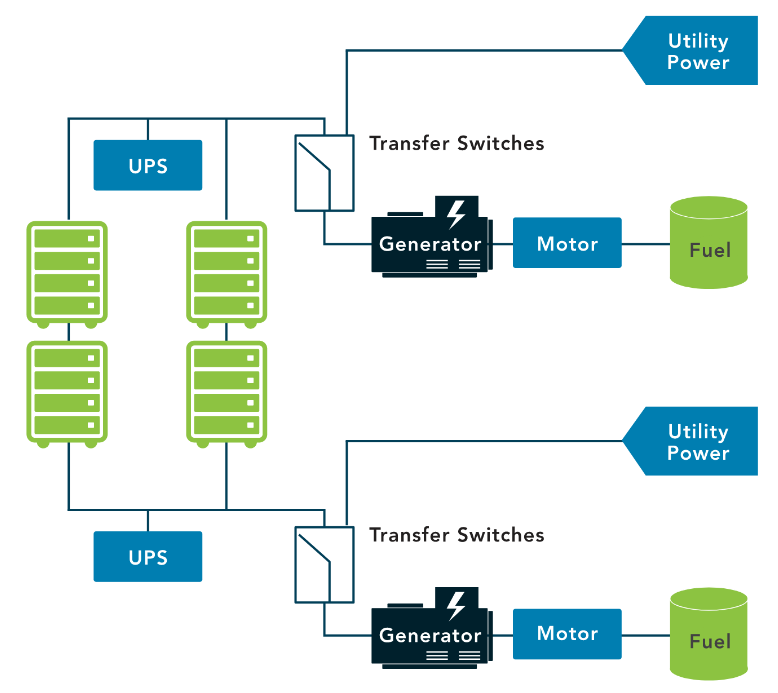 Utility
Power
Transfer Switches
UPS
Generator
Motor
Fuel
Utility
Power
Transfer Switches
UPS
Generator
Motor
Fuel